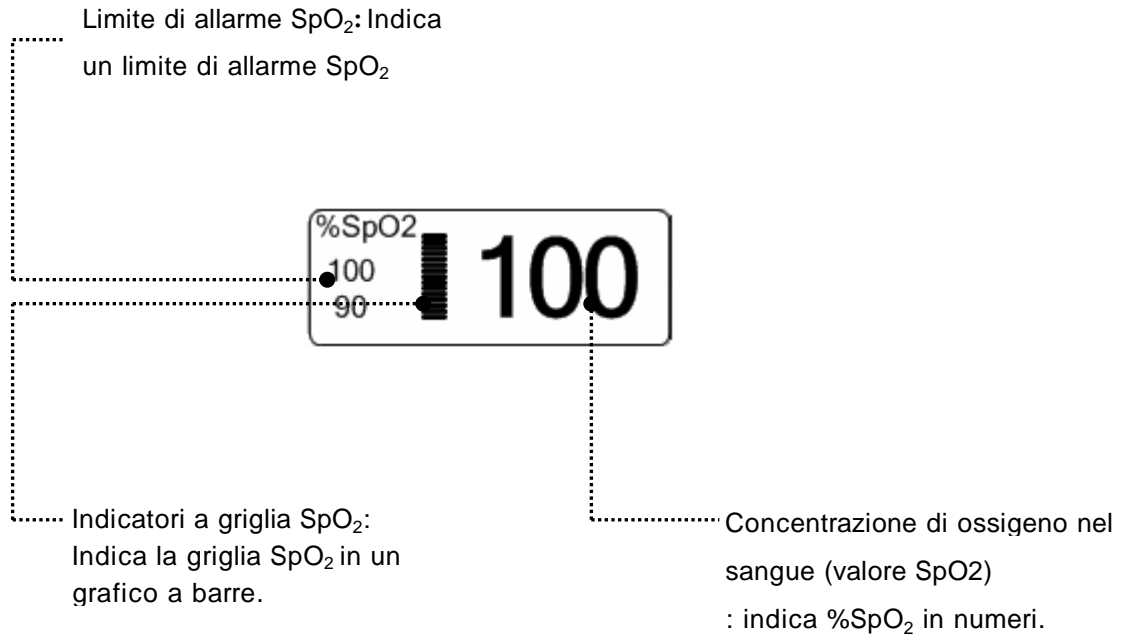 Limite di allarme SpO₂: Indica
un limite di allarme SpO₂
%SpO2
100
90
100
Indicatori a griglia SpO₂:
Indica la griglia SpO₂ in un
grafico a barre.
Concentrazione di ossigeno nel
sangue (valore SpO2)
: indica %SpO₂ in numeri.